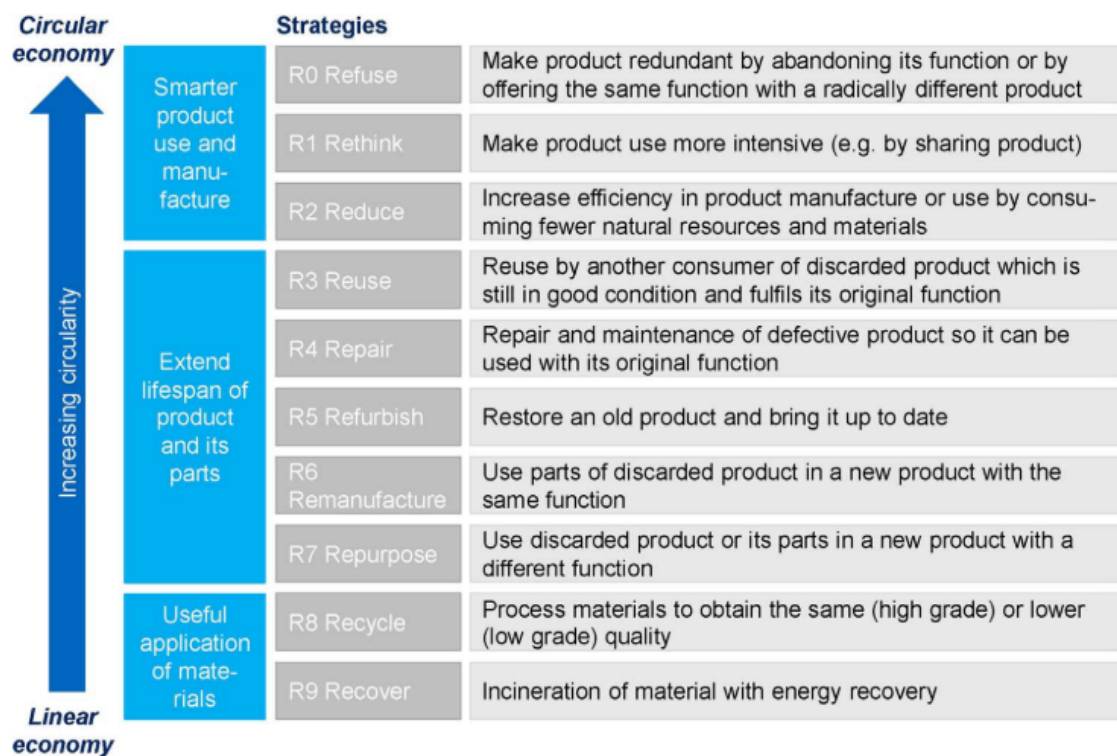 Circular
economy
Strategies
Smarter
product
use and
manu-
facture
R0 Refuse
Make product redundant by abandoning its function or by
offering the same function with a radically different product
R1 Rethink
Make product use more intensive (e.g. by sharing product)
R2 Reduce
Increase efficiency in product manufacture or use by consu-
ming fewer natural resources and materials
Increasing circularity
Extend
lifespan of
product
and its
parts
R3 Reuse
Reuse by another consumer of discarded product which is
still in good condition and fulfils its original function
R4 Repair
Repair and maintenance of defective product so it can be
used with its original function
R5 Refurbish
Restore an old product and bring it up to date
R6
Remanufacture
Use parts of discarded product in a new product with the
same function
R7 Repurpose
Use discarded product or its parts in a new product with a
different function
Useful
application
of mate-
rials
R8 Recycle
Process materials to obtain the same (high grade) or lower
(low grade) quality
R9 Recover
Incineration of material with energy recovery
Linear
economy